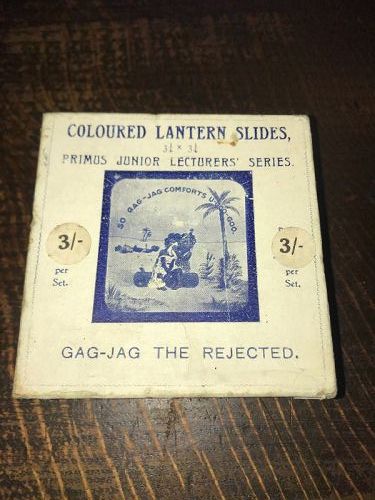 COLOURED LANTERN SLIDES,
3¼ × 3¼
PRIMUS JUNIOR LECTURERS' SERIES.
SO GAG-JAG COMFORTS GOO.
3/- 3/-
per per
Set. Set.
GAG-JAG THE REJECTED.